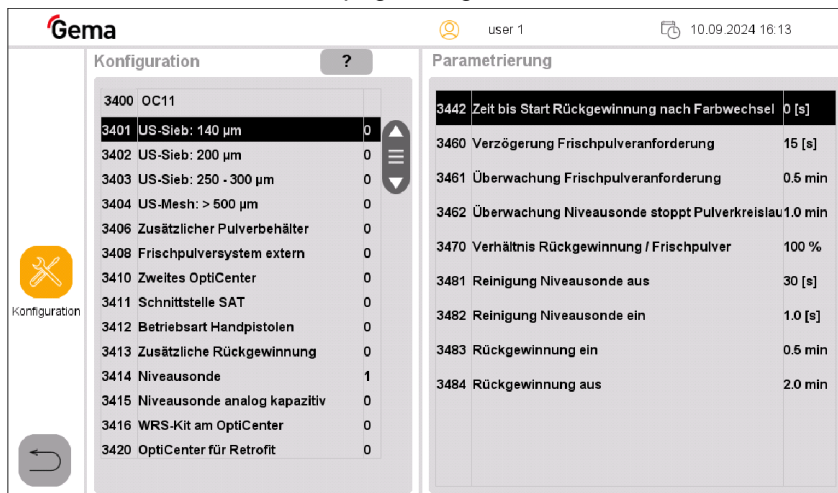 Gema
user 1
10.09.2024 16:13
Konfiguration
?
3400 OC11
3401 US-Sieb: 140 µm 0
3402 US-Sieb: 200 µm 0
3403 US-Sieb: 250 - 300 µm 0
3404 US-Mesh: > 500 µm 0
3406 Zusätzlicher Pulverbehälter 0
3408 Frischpulversystem extern 0
3410 Zweites OptiCenter 0
3411 Schnittstelle SAT 0
3412 Betriebsart Handpistolen 0
3413 Zusätzliche Rückgewinnung 0
3414 Niveausonde 1
3415 Niveausonde analog kapazitiv 0
3416 WRS-Kit am OptiCenter 0
3420 OptiCenter für Retrofit 0
Parametrierung
3442 Zeit bis Start Rückgewinnung nach Farbwechsel 0 [s]
3460 Verzögerung Frischpulveranforderung 15 [s]
3461 Überwachung Frischpulveranforderung 0.5 min
3462 Überwachung Niveausonde stoppt Pulverkreislau 1.0 min
3470 Verhältnis Rückgewinnung / Frischpulver 100 %
3481 Reinigung Niveausonde aus 30 [s]
3482 Reinigung Niveausonde ein 1.0 [s]
3483 Rückgewinnung ein 0.5 min
3484 Rückgewinnung aus 2.0 min
Konfiguration